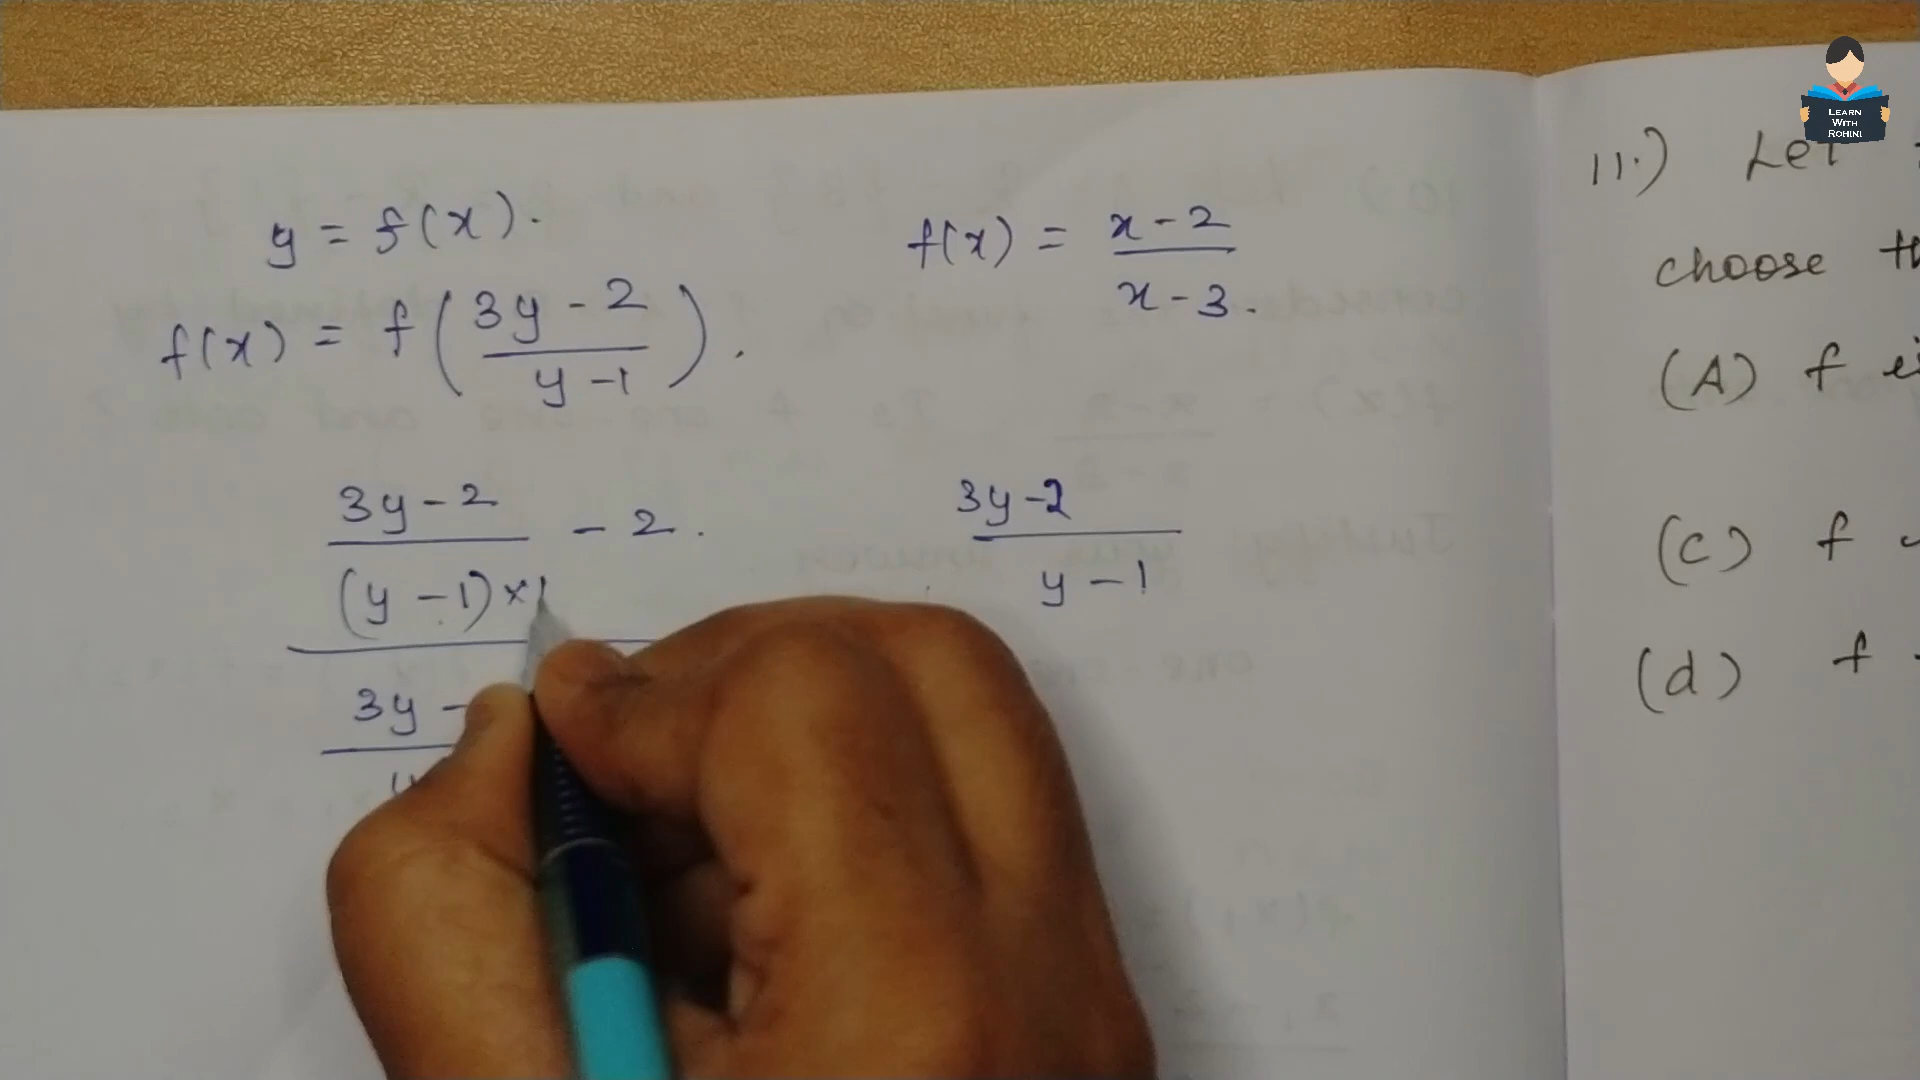 y = f(x).
f(x) = x-2 / x-3.
f(x) = f(3y-2 / y-1).
3y-2 / (y-1)×1 - 2.
3y-2 / y-1
3y -
11.) Let
choose
(A) f
(c) f
(d) f
LEARN
WITH
ROHINI